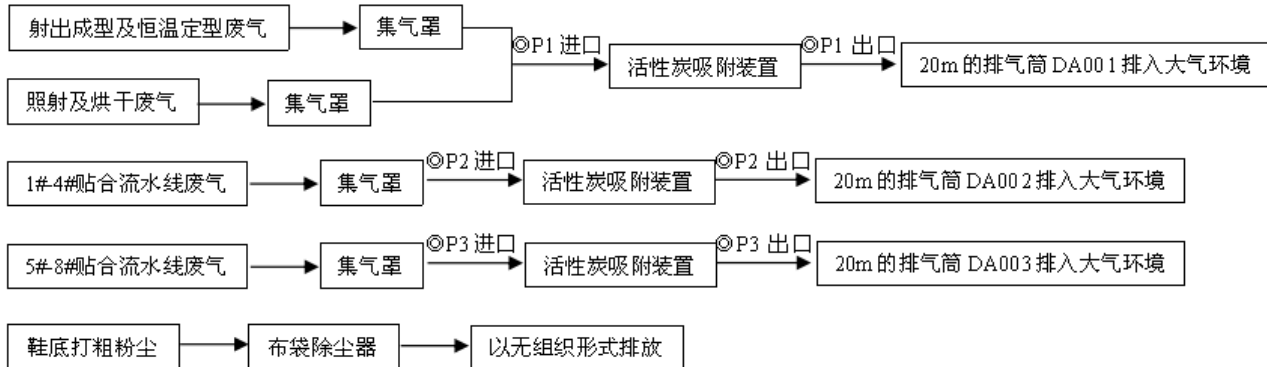 射出成型及恒温定型废气
集气罩
◎P1 进口
活性炭吸附装置
◎P1 出口
20m 的排气筒 DA001 排入大气环境
照射及烘干废气
集气罩
1#-4#贴合流水线废气
集气罩
◎P2 进口
活性炭吸附装置
◎P2 出口
20m 的排气筒 DA002 排入大气环境
5#-8#贴合流水线废气
集气罩
◎P3 进口
活性炭吸附装置
◎P3 出口
20m 的排气筒 DA003 排入大气环境
鞋底打粗粉尘
布袋除尘器
以无组织形式排放